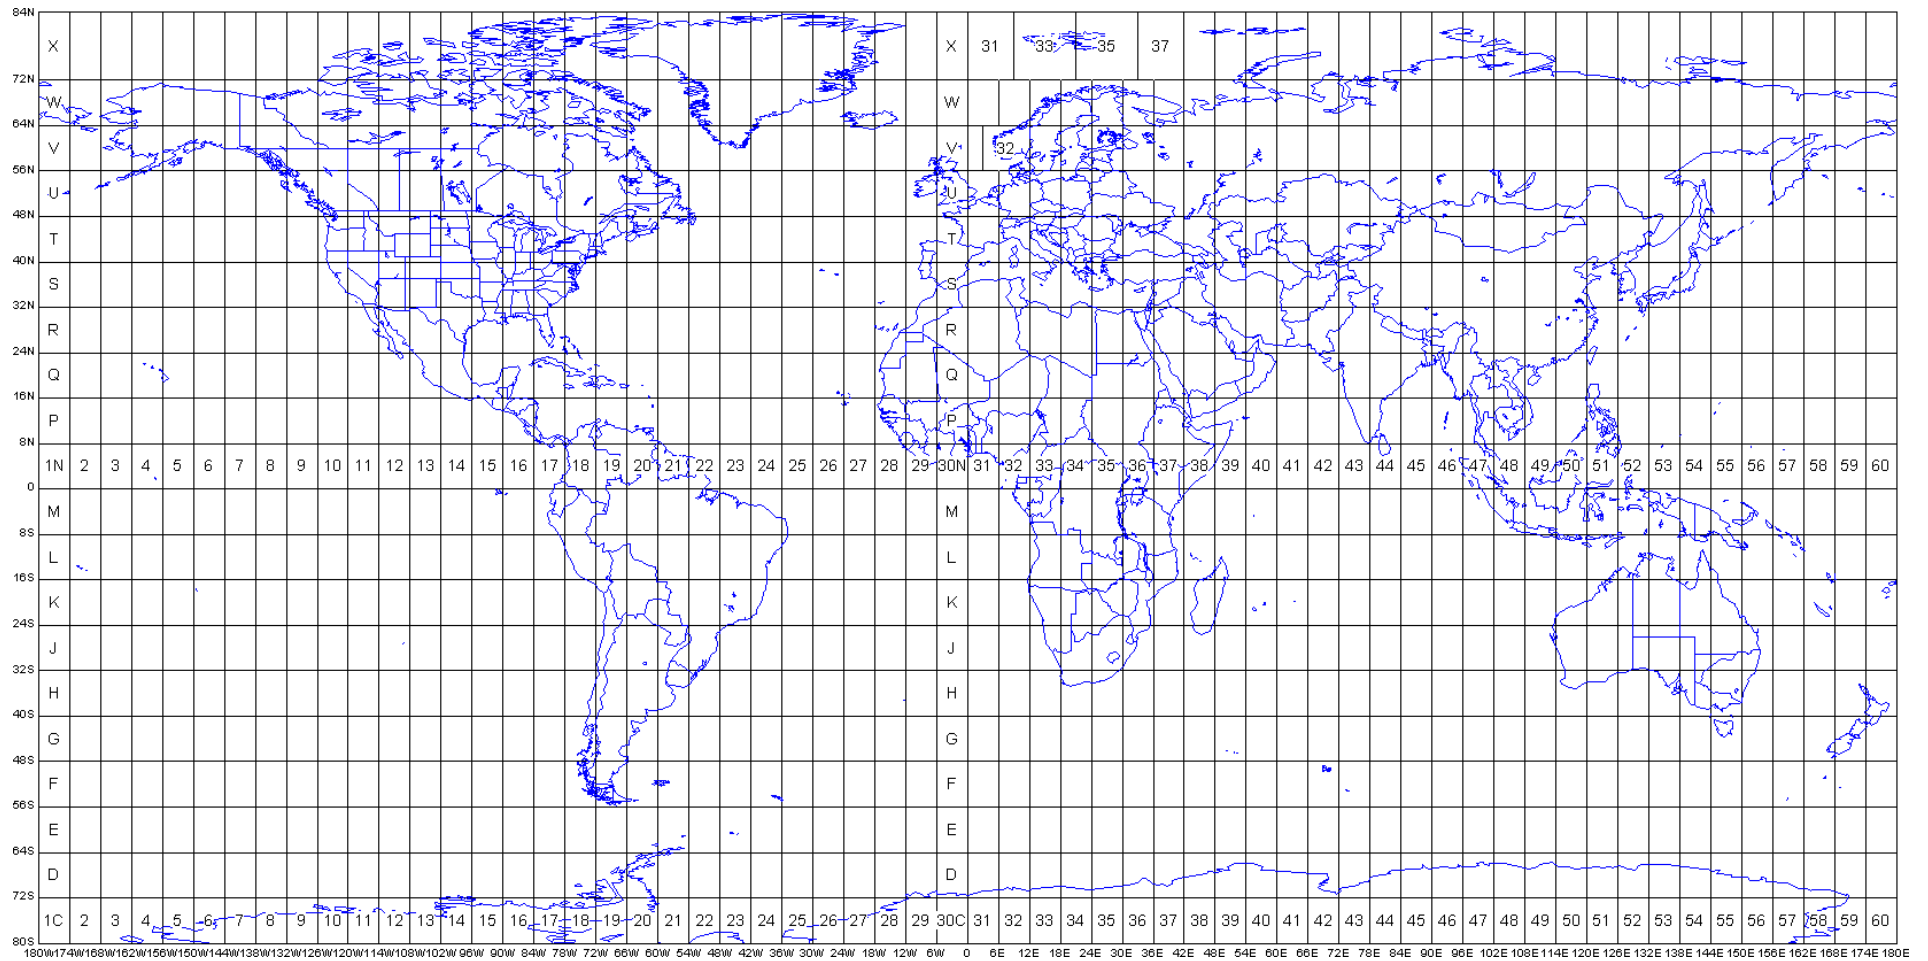 84N
X X 31 33 35 37
72N
W W
64N
V V 32
56N
U U
48N
T T
40N
S S
32N
R R
24N
Q Q
16N
P P
8N
1N 2 3 4 5 6 7 8 9 10 11 12 13 14 15 16 17 18 19 20 21 22 23 24 25 26 27 28 29 30N 31 32 33 34 35 36 37 38 39 40 41 42 43 44 45 46 47 48 49 50 51 52 53 54 55 56 57 58 59 60
0
M M
8S
L L
16S
K K
24S
J J
32S
H H
40S
G G
48S
F F
56S
E E
64S
D D
72S
1C 2 3 4 5 6 7 8 9 10 11 12 13 14 15 16 17 18 19 20 21 22 23 24 25 26 27 28 29 30C 31 32 33 34 35 36 37 38 39 40 41 42 43 44 45 46 47 48 49 50 51 52 53 54 55 56 57 58 59 60
80S
180W 174W 168W 162W 156W 150W 144W 138W 132W 126W 120W 114W 108W 102W 96W 90W 84W 78W 72W 66W 60W 54W 48W 42W 36W 30W 24W 18W 12W 6W 0 6E 12E 18E 24E 30E 36E 42E 48E 54E 60E 66E 72E 78E 84E 90E 96E 102E 108E 114E 120E 126E 132E 138E 144E 150E 156E 162E 168E 174E 180E